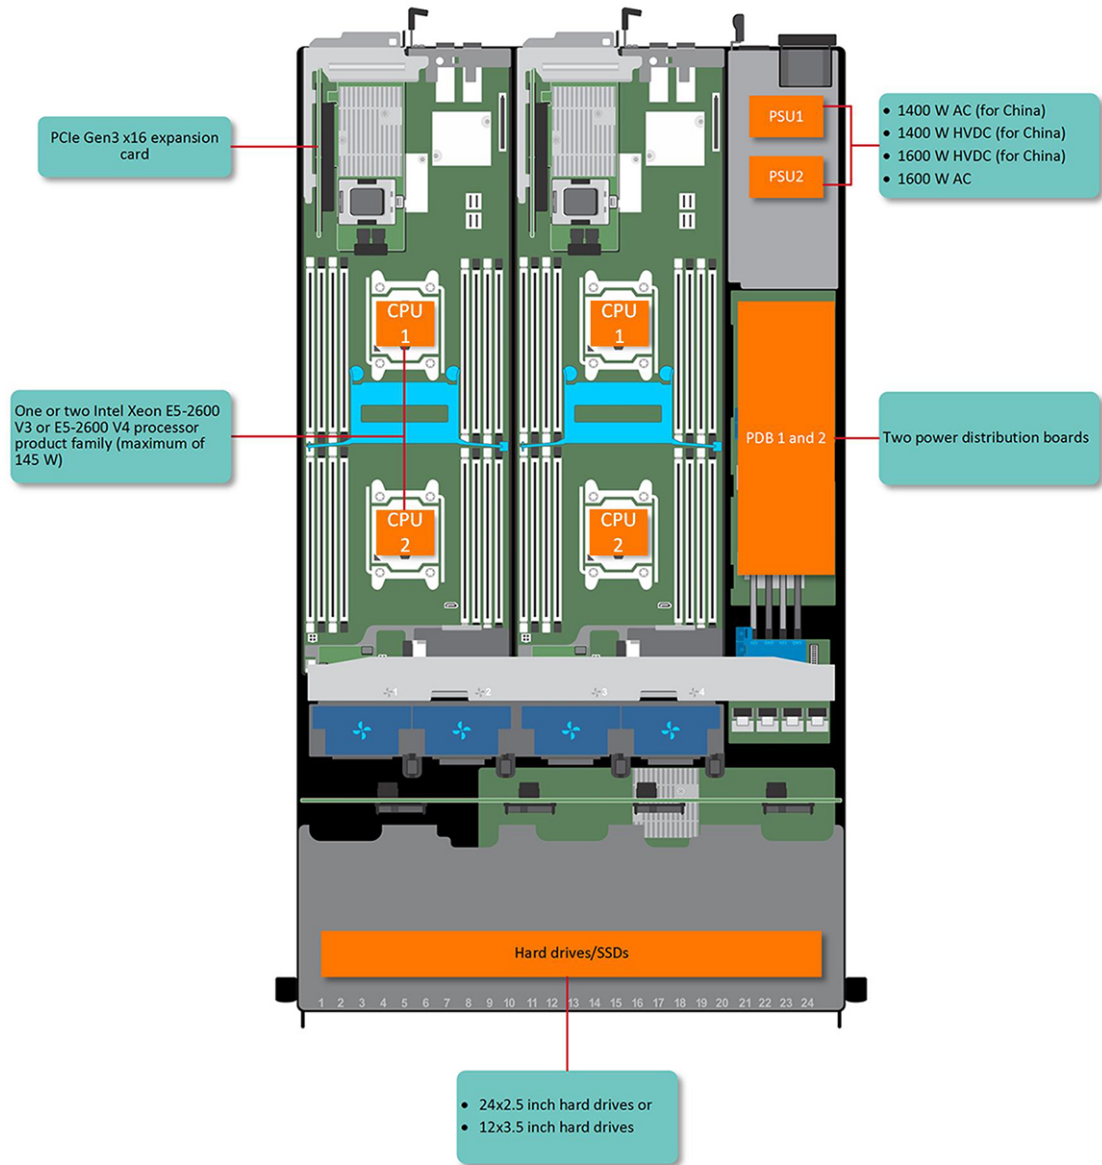 PSU1
PSU2
• 1400 W AC (for China)
• 1400 W HVDC (for China)
• 1600 W HVDC (for China)
• 1600 W AC
PCIe Gen3 x16 expansion
card
CPU
1
CPU
1
One or two Intel Xeon E5-2600
V3 or E5-2600 V4 processor
product family (maximum of
145 W)
PDB 1 and 2
Two power distribution boards
CPU
2
CPU
2
1 2 3 4
Hard drives/SSDs
1 2 3 4 5 6 7 8 9 10 11 12 13 14 15 16 17 18 19 20 21 22 23 24
• 24x2.5 inch hard drives or
• 12x3.5 inch hard drives